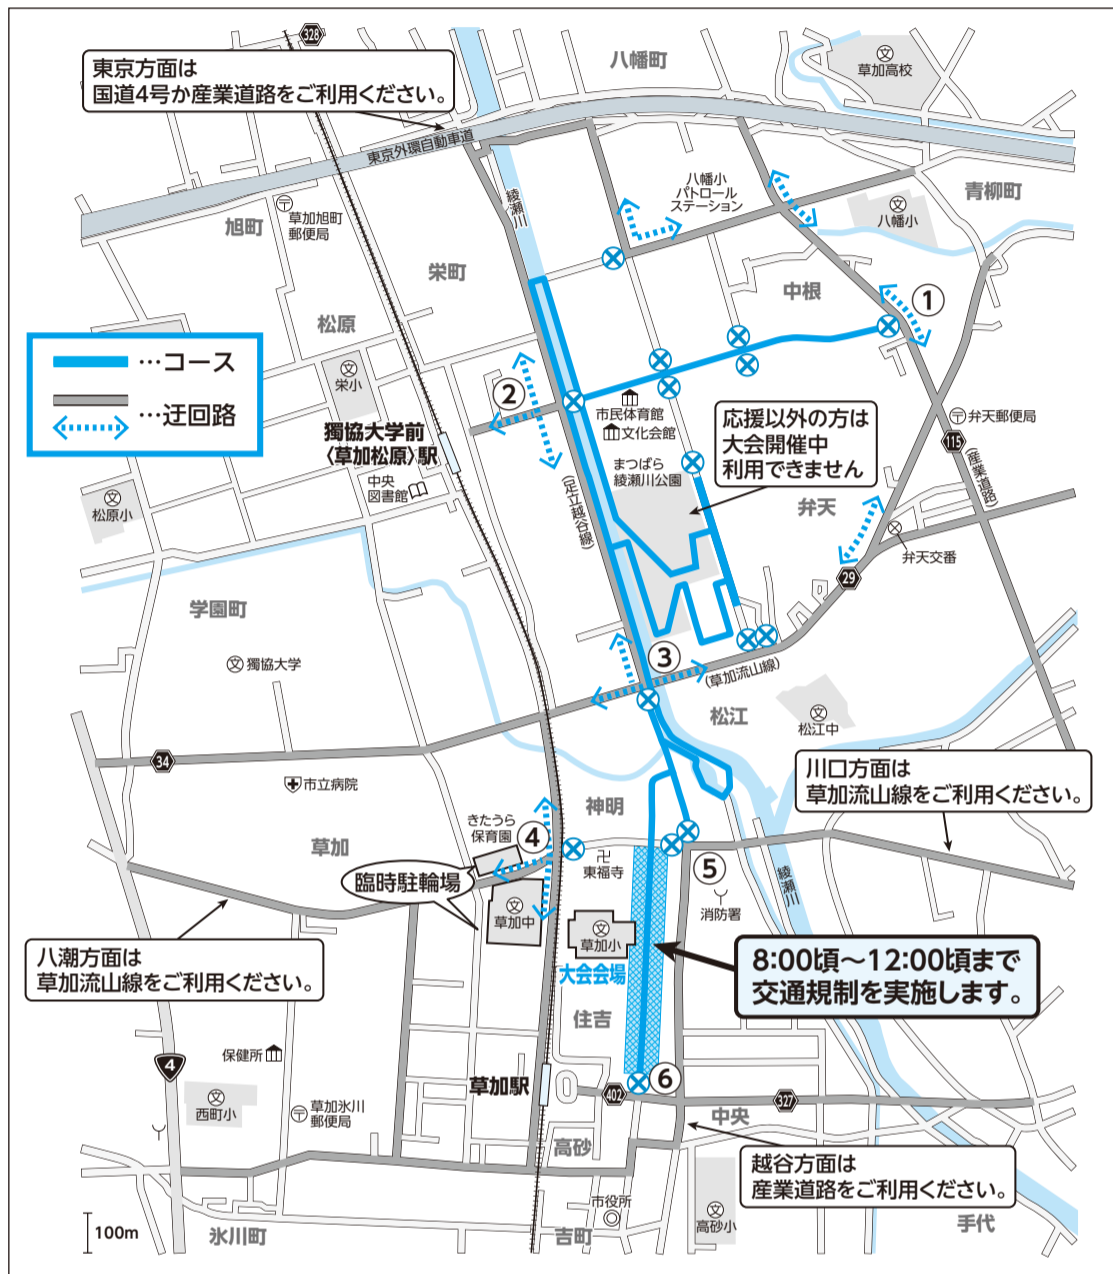 328
東京方面は
国道4号か産業道路をご利用ください。
八幡町
文
草加高校
東京外環自動車道
綾瀬川
八幡小
パトロール
ステーション
青柳町
文
八幡小
〒
草加旭町
郵便局
旭町
栄町
中根
①
松原
…コース
…迂回路
文
栄小
②
市民体育館
文化会館
応援以外の方は
大会開催中
利用できません
〒弁天郵便局
115
(産業道路)
獨協大学前
〈草加松原〉駅
中央
図書館
まつばら
綾瀬川公園
(足立越谷線)
文
松原小
弁天
弁天交番
29
学園町
文獨協大学
③
(草加流山線)
松江
文
松江中
34
市立病院
川口方面は
草加流山線をご利用ください。
神明
きたうら
保育園
④
草加
卍
東福寺
⑤
綾瀬川
臨時駐輪場
文
草加中
消防署
文
草加小
大会会場
8:00頃〜12:00頃まで
交通規制を実施します。
八潮方面は
草加流山線をご利用ください。
住吉
保健所
4
草加駅
⑥
402
327
中央
文
西町小
〒草加氷川
郵便局
高砂
越谷方面は
産業道路をご利用ください。
市役所
文
高砂小
100m
氷川町
吉町
手代